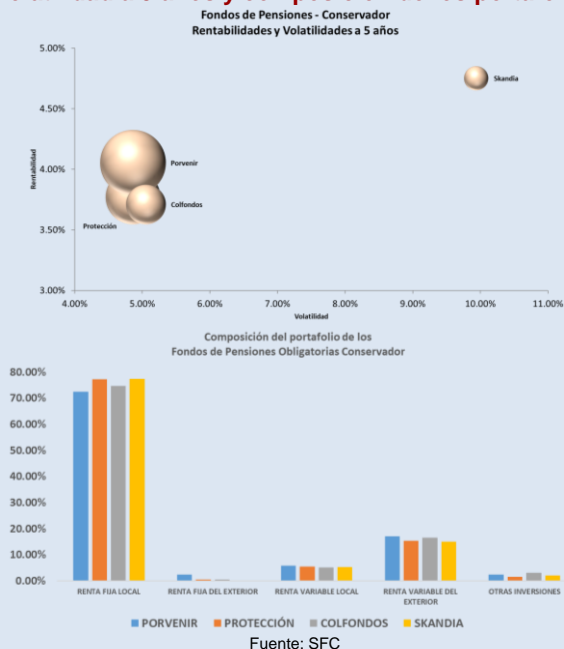 Fondos de Pensiones - Conservador
Rentabilidades y Volatilidades a 5 años
5.00%
4.50%
4.00%
3.50%
3.00%
Rentabilidad
Skandia
Porvenir
Colfondos
Protección
4.00%
5.00%
6.00%
7.00%
8.00%
9.00%
10.00%
11.00%
Volatilidad
Composición del portafolio de los
Fondos de Pensiones Obligatorias Conservador
80.00%
70.00%
60.00%
50.00%
40.00%
30.00%
20.00%
10.00%
0.00%
RENTA FIJA LOCAL
RENTA FIJA DEL EXTERIOR
RENTA VARIABLE LOCAL
RENTA VARIABLE DEL
EXTERIOR
OTRAS INVERSIONES
PORVENIR
PROTECCIÓN
COLFONDOS
SKANDIA
Fuente: SFC